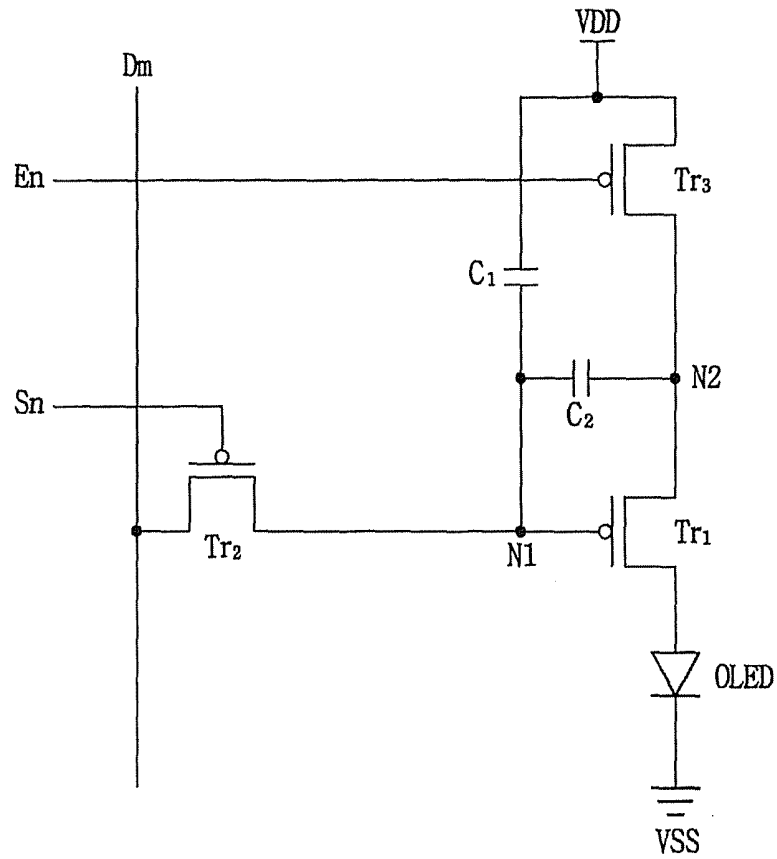 VDD
Dm
En
Tr₃
C₁
N2
Sn
C₂
Tr₂
N1
Tr₁
OLED
VSS